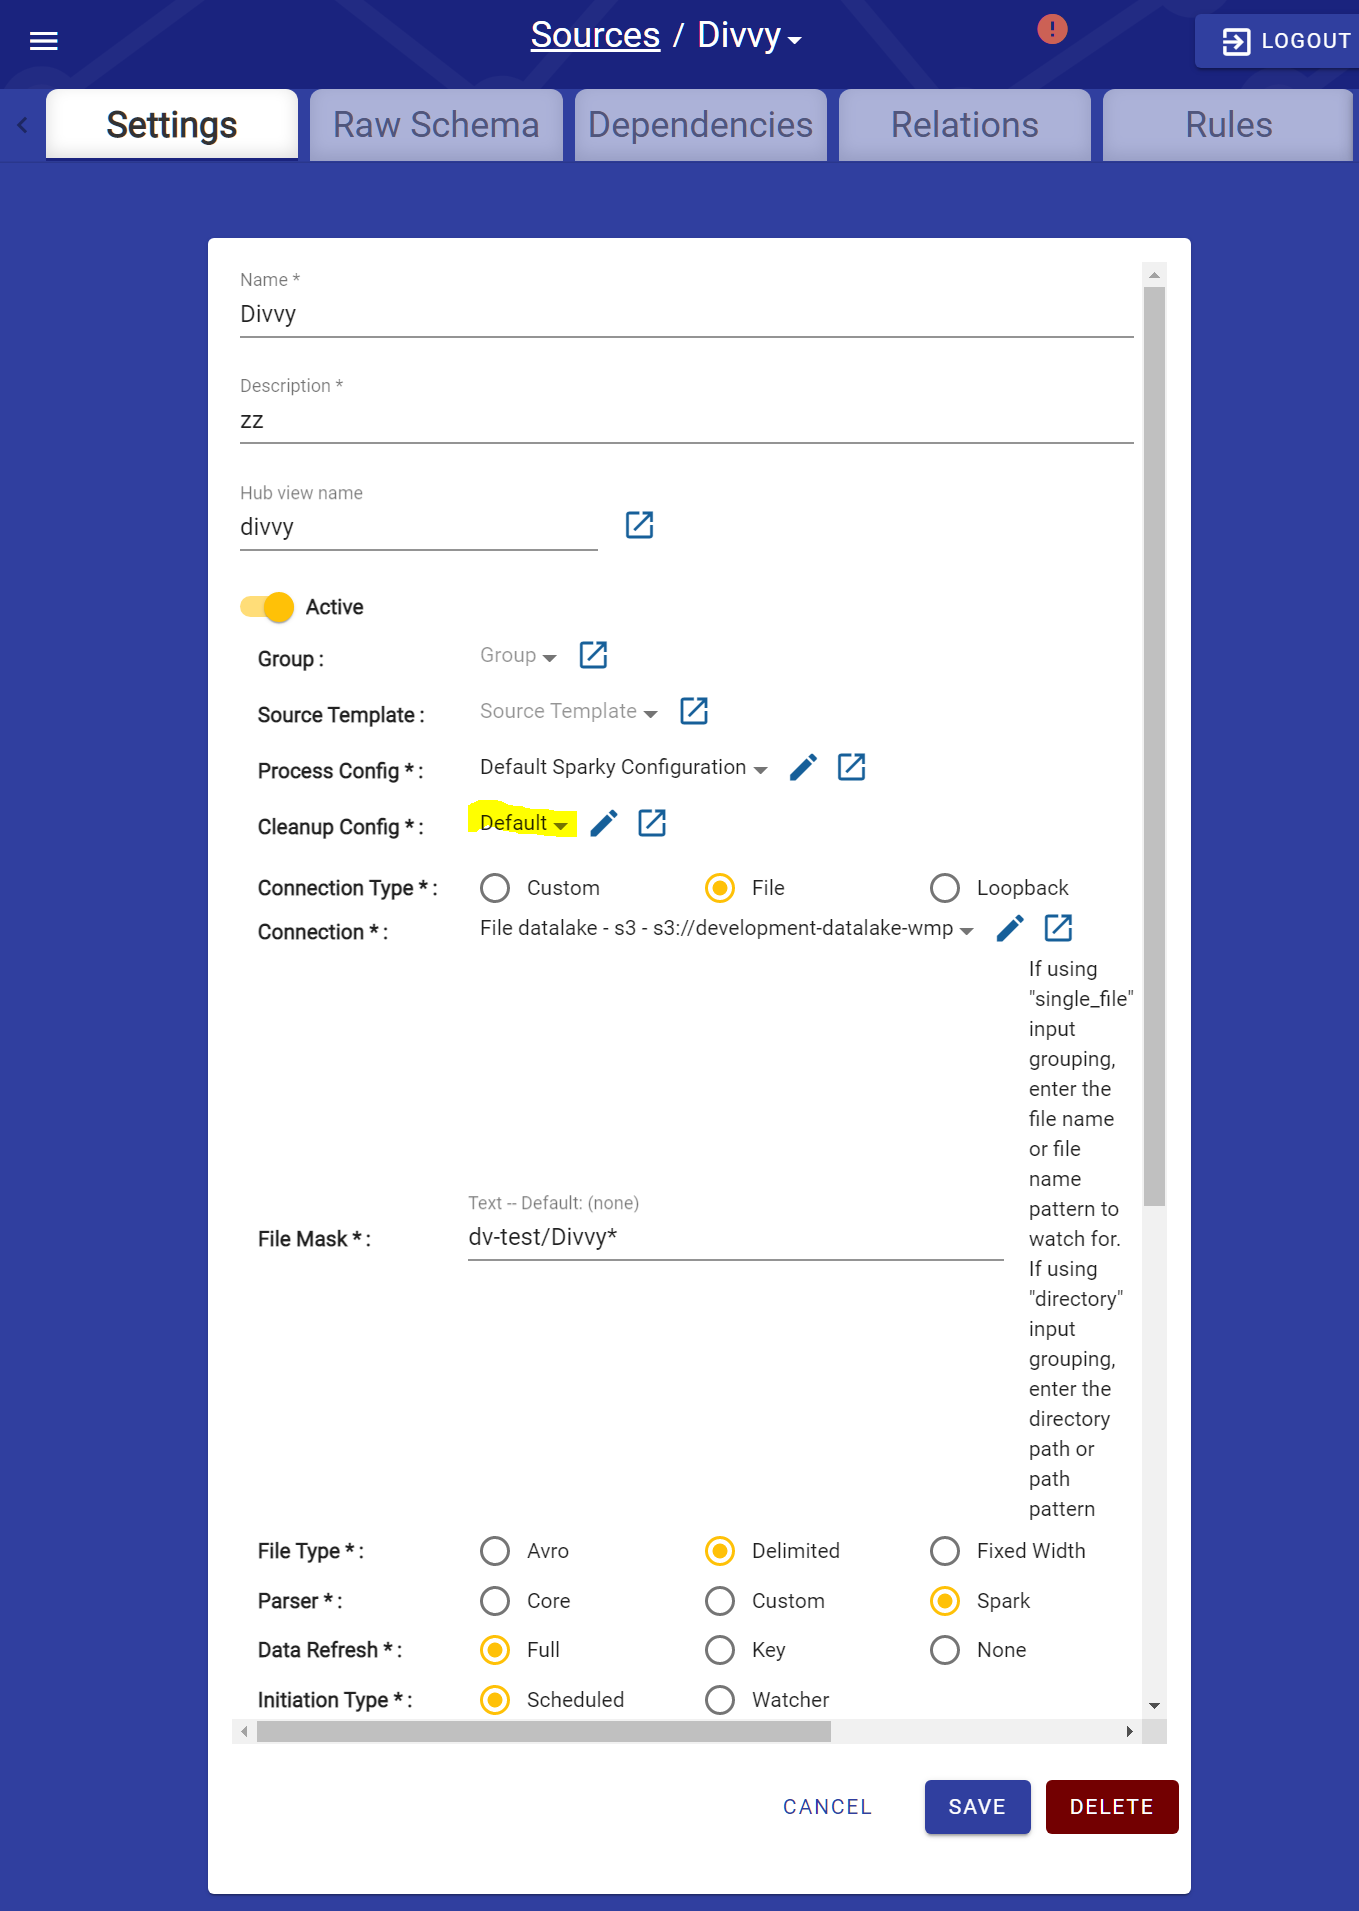 Sources / Divvy
LOGOUT
Settings
Raw Schema
Dependencies
Relations
Rules
Name *
Divvy
Description *
zz
Hub view name
divvy
Active
Group :
Group
Source Template :
Source Template
Process Config * :
Default Sparky Configuration
Cleanup Config * :
Default
Connection Type * :
Custom
File
Loopback
Connection * :
File datalake - s3 - s3://development-datalake-wmp
File Mask * :
Text -- Default: (none)
dv-test/Divvy*
If using
"single_file"
input
grouping,
enter the
file name
or file
name
pattern to
watch for.
If using
"directory"
input
grouping,
enter the
directory
path or
path
pattern
File Type * :
Avro
Delimited
Fixed Width
Parser * :
Core
Custom
Spark
Data Refresh * :
Full
Key
None
Initiation Type * :
Scheduled
Watcher
CANCEL
SAVE
DELETE